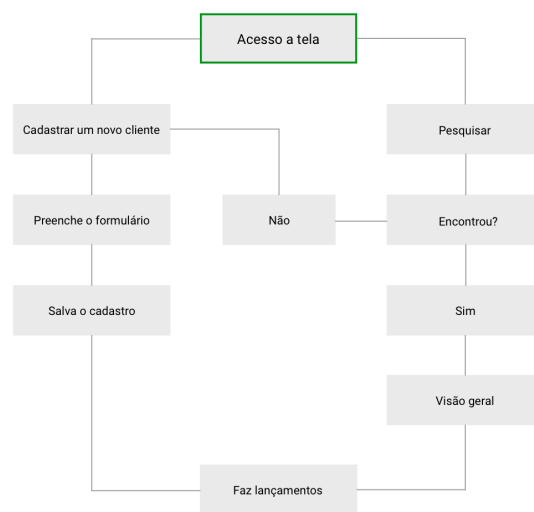 Acesso a tela
Cadastrar um novo cliente
Pesquisar
Preenche o formulário
Não
Encontrou?
Salva o cadastro
Sim
Visão geral
Faz lançamentos